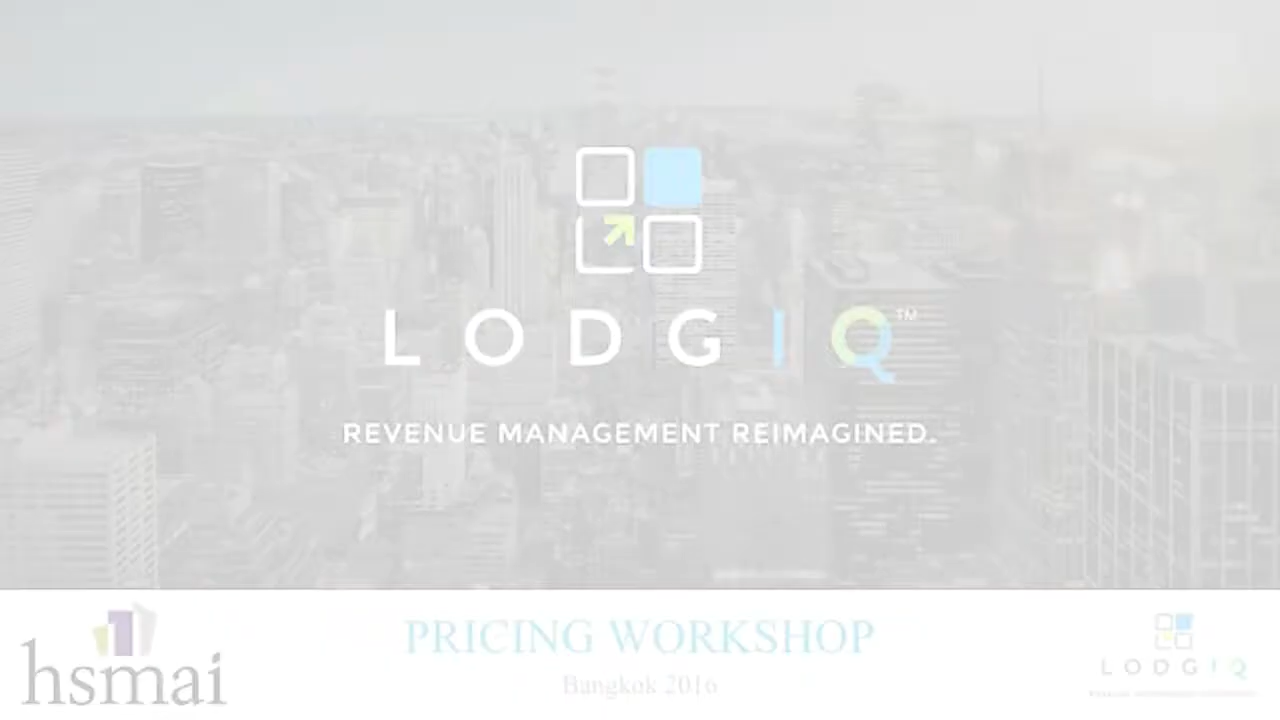 LODGIQ™
REVENUE MANAGEMENT REIMAGINED.
hsmai
PRICING WORKSHOP
Bangkok 2016
LODGIQ